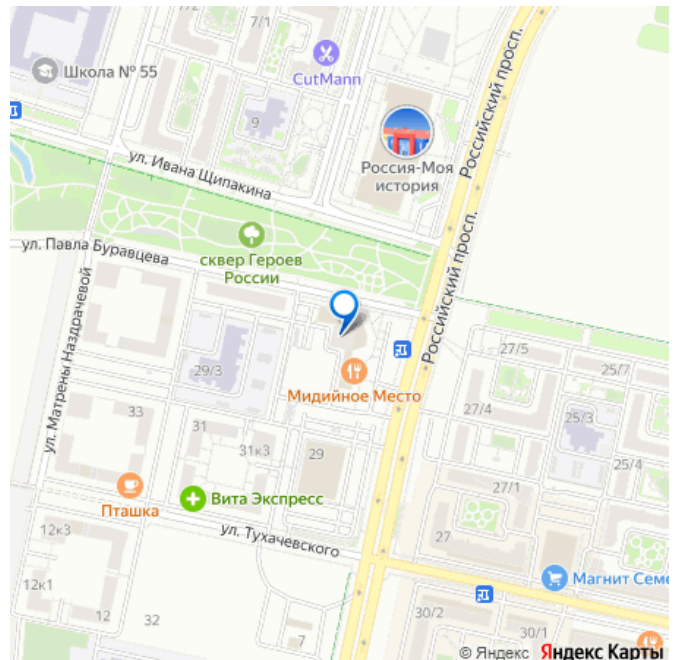 7/1
7/2
Школа № 55
CutMann
9
Россия-Моя
история
Российский просп.
ул. Ивана Щипакина
сквер Героев
России
ул. Павла Буравцева
Российский просп.
ул. Матрены Наздрачевой
29/3
Мидийное Место
27/5
25/7
27/4
25/3
33
31
31к3
29
25/4
27/1
Вита Экспресс
Пташка
ул. Тухачевского
12к3
27
Магнит Семе
12к1
12
32
7
30/2
30/1
© Яндекс Яндекс Карты